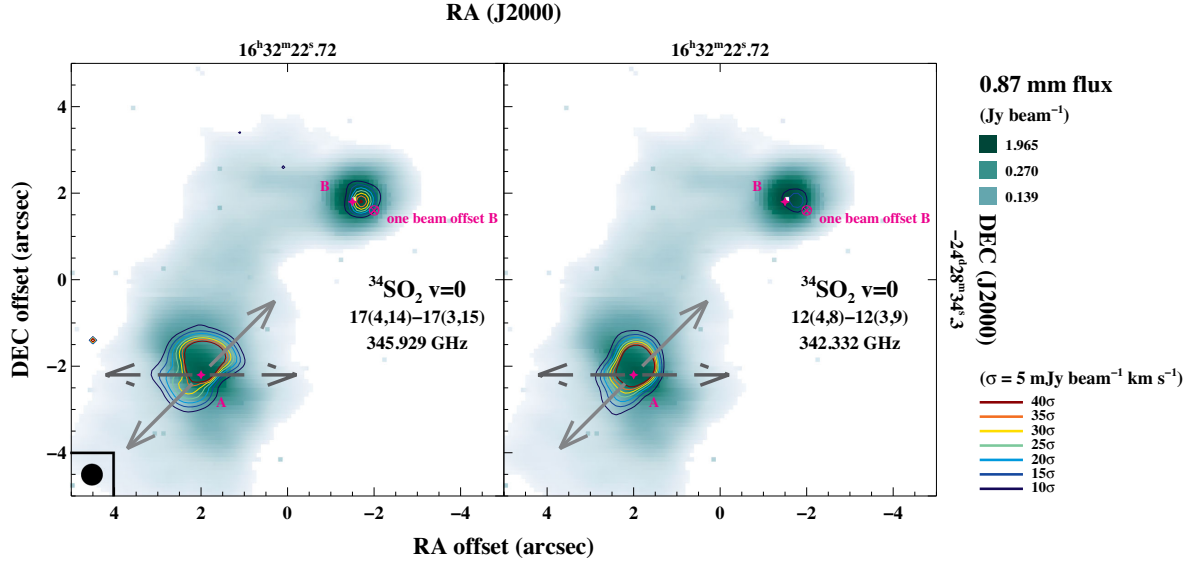 RA (J2000)
16ʰ32ᵐ22ˢ.72
16ʰ32ᵐ22ˢ.72
4
2
0
−2
−4
DEC offset (arcsec)
B
one beam offset B
³⁴SO₂ v=0
17(4,14)−17(3,15)
345.929 GHz
A
B
one beam offset B
³⁴SO₂ v=0
12(4,8)−12(3,9)
342.332 GHz
A
4
2
0
−2
−4
4
2
0
−2
−4
RA offset (arcsec)
−24ᵈ28ᵐ34ˢ.3
DEC (J2000)
0.87 mm flux
(Jy beam⁻¹)
1.965
0.270
0.139
(σ = 5 mJy beam⁻¹ km s⁻¹)
40σ
35σ
30σ
25σ
20σ
15σ
10σ